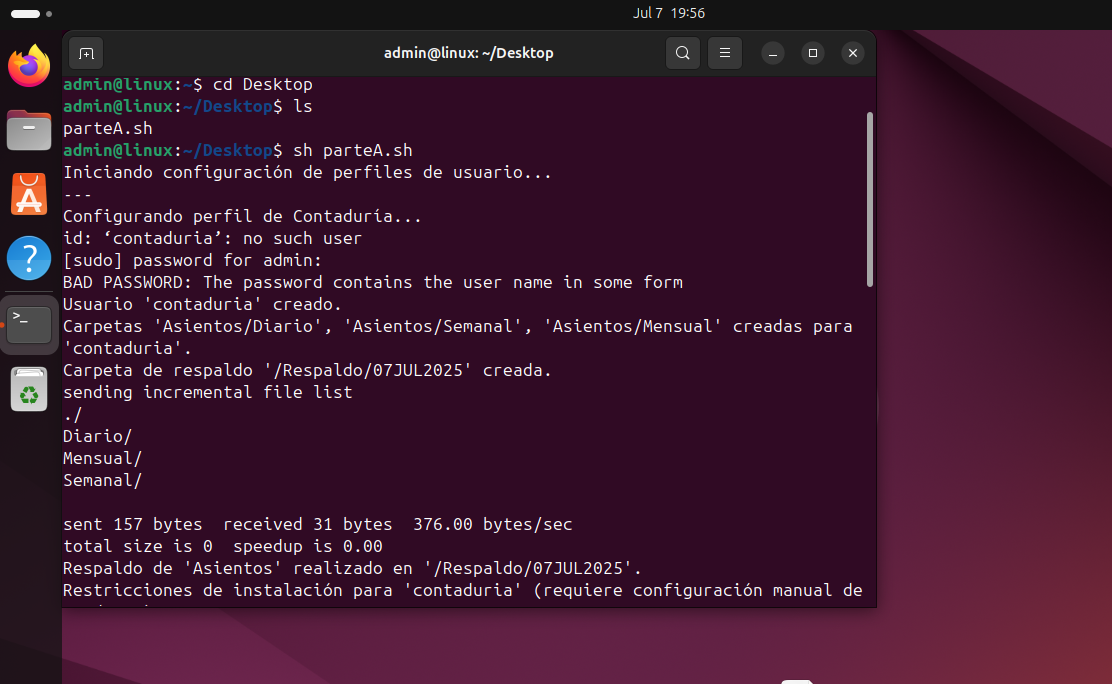 Jul 7 19:56
admin@linux: ~/Desktop
admin@linux:~$ cd Desktop
admin@linux:~/Desktop$ ls
parteA.sh
admin@linux:~/Desktop$ sh parteA.sh
Iniciando configuración de perfiles de usuario...
---
Configurando perfil de Contaduría...
id: ‘contaduria’: no such user
[sudo] password for admin:
BAD PASSWORD: The password contains the user name in some form
Usuario 'contaduria' creado.
Carpetas 'Asientos/Diario', 'Asientos/Semanal', 'Asientos/Mensual' creadas para
'contaduria'.
Carpeta de respaldo '/Respaldo/07JUL2025' creada.
sending incremental file list
./
Diario/
Mensual/
Semanal/
sent 157 bytes  received 31 bytes  376.00 bytes/sec
total size is 0  speedup is 0.00
Respaldo de 'Asientos' realizado en '/Respaldo/07JUL2025'.
Restricciones de instalación para 'contaduria' (requiere configuración manual de